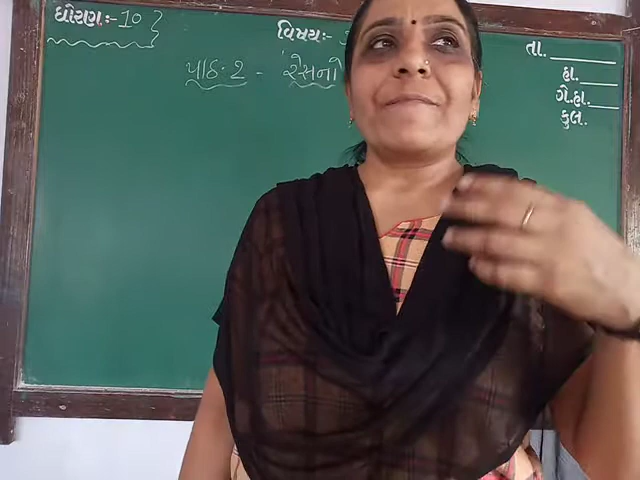 ધોરણ:- 10
વિષય:-
પાઠ: 2 - 'રેસનો
તા.
હા.
ગે.હા.
કુલ.